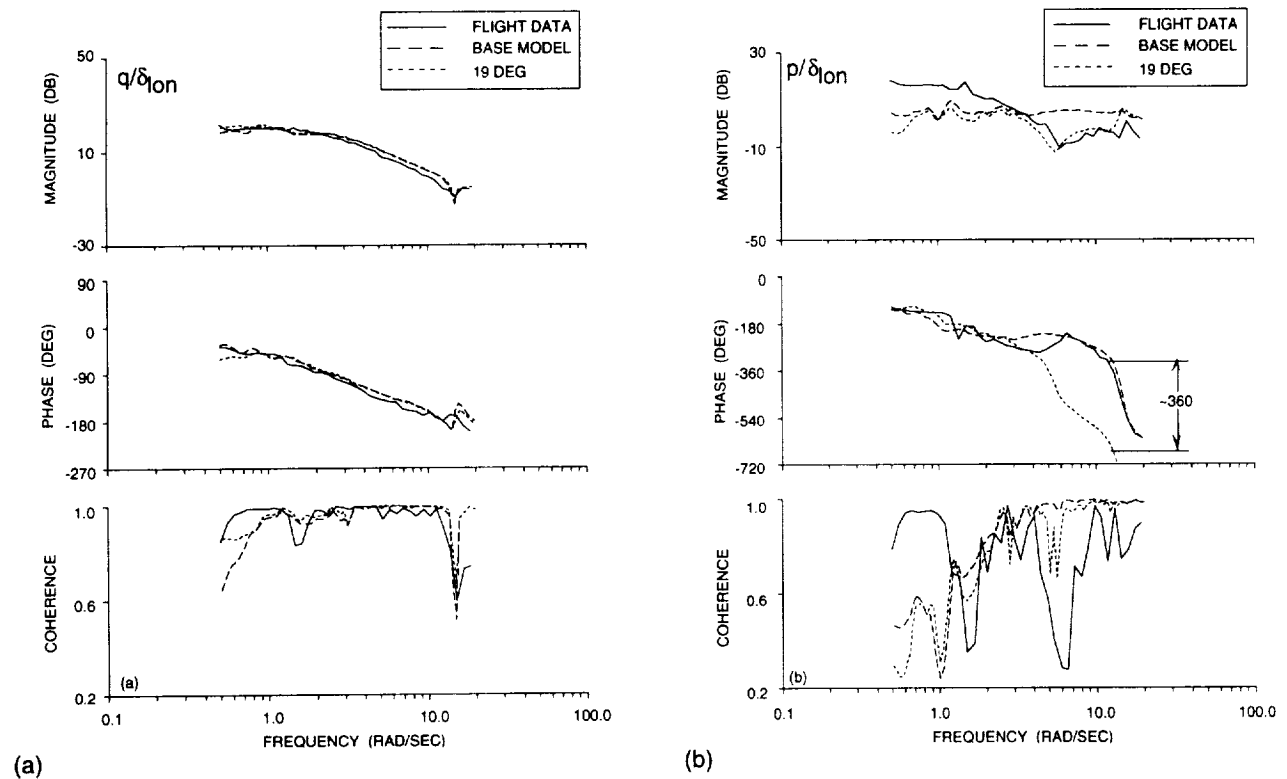 FLIGHT DATA
BASE MODEL
19 DEG
q/δlon
MAGNITUDE (DB)
50
10
-30
PHASE (DEG)
90
0
-90
-180
-270
COHERENCE
1.0
0.6
0.2
(a)
0.1 1.0 10.0 100.0
FREQUENCY (RAD/SEC)
(a)
FLIGHT DATA
BASE MODEL
19 DEG
p/δlon
MAGNITUDE (DB)
30
-10
-50
PHASE (DEG)
0
-180
-360
-540
-720
~360
COHERENCE
1.0
0.6
0.2
(b)
0.1 1.0 10.0 100.0
FREQUENCY (RAD/SEC)
(b)